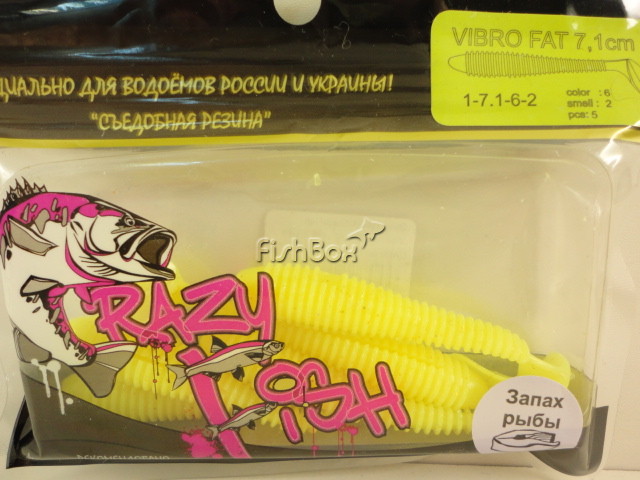 VIBRO FAT 7,1cm
1-7.1-6-2
color : 6
smell : 2
pcs: 5
ДЛЯ ВОДОЁМОВ РОССИИ И УКРАИНЫ!
"СЪЕДОБНАЯ РЕЗИНА"
FishBox
RAZY
FISH
Запах
рыбы